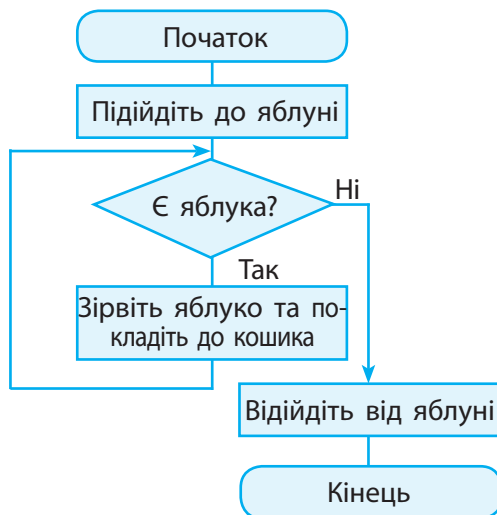 Початок
Підійдіть до яблуні
Є яблука?
Ні
Так
Зірвіть яблуко та по-
кладіть до кошика
Відійдіть від яблуні
Кінець